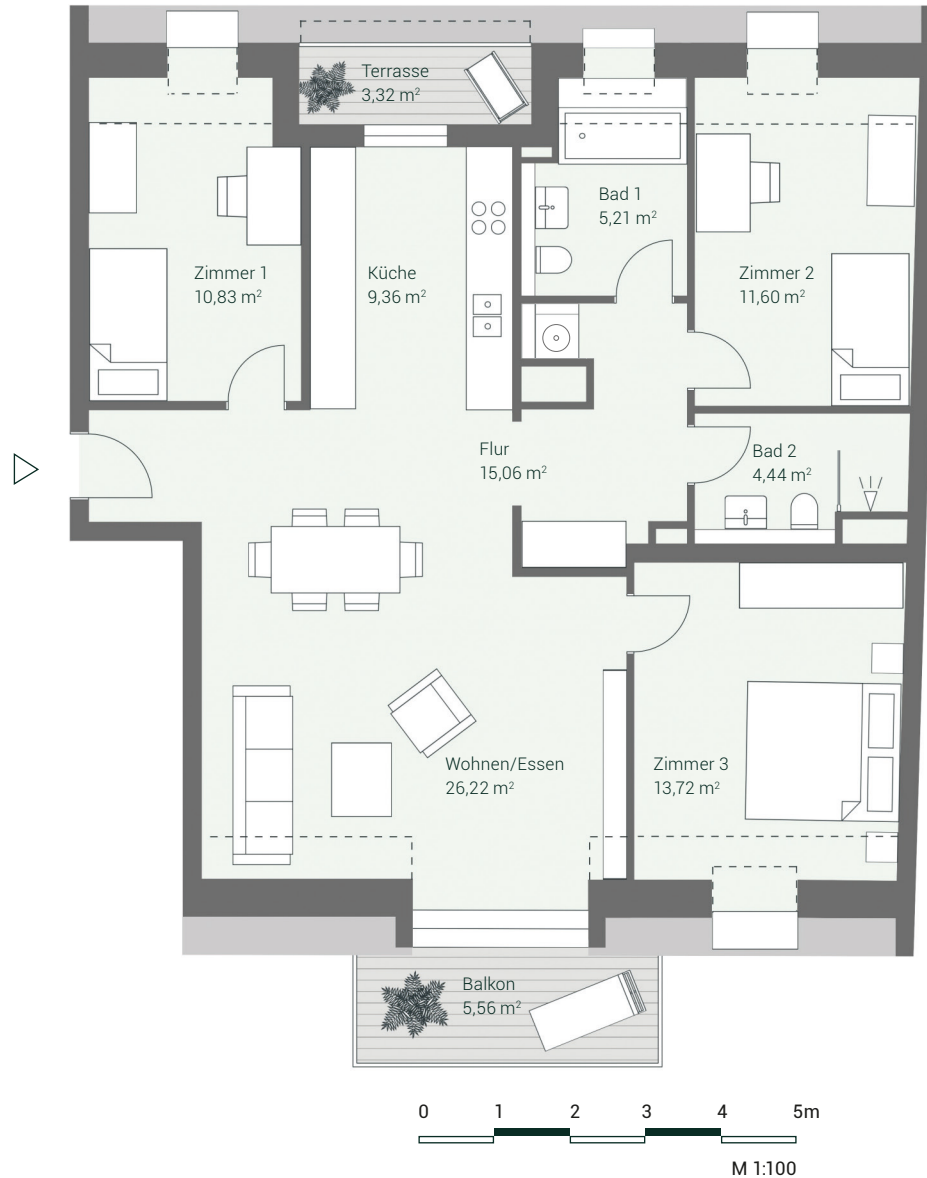 Terrasse
3,32 m²
Bad 1
5,21 m²
Zimmer 1
10,83 m²
Küche
9,36 m²
Zimmer 2
11,60 m²
Flur
15,06 m²
Bad 2
4,44 m²
Wohnen/Essen
26,22 m²
Zimmer 3
13,72 m²
Balkon
5,56 m²
0 1 2 3 4 5m
M 1:100